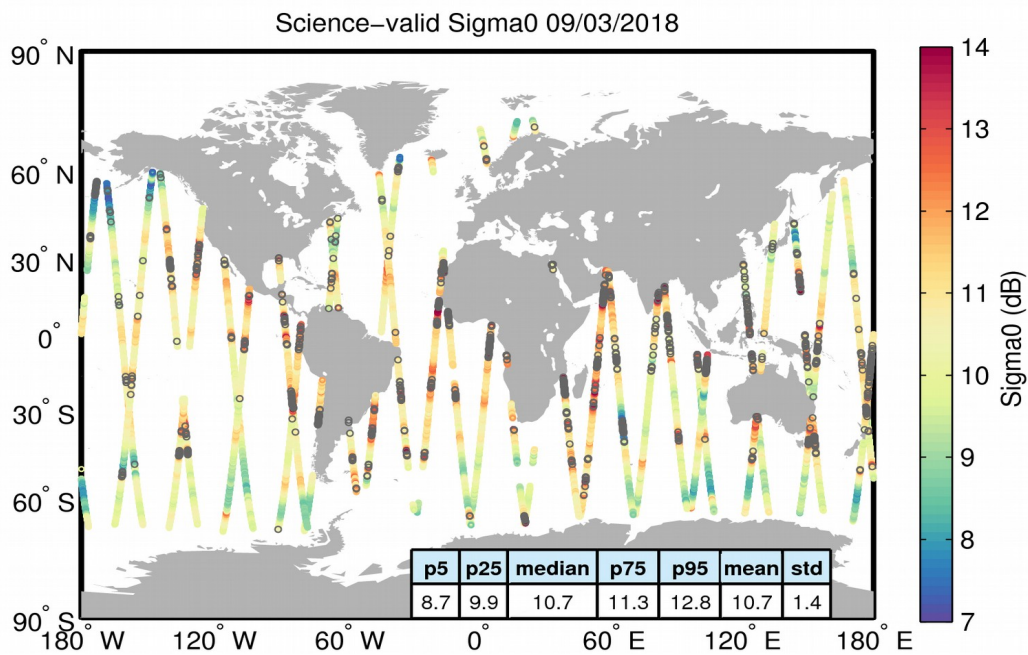 Science−valid Sigma0 09/03/2018
90° N
60° N
30° N
0°
30° S
60° S
90° S
180° W
120° W
60° W
0°
60° E
120° E
180° E
p5 p25 median p75 p95 mean std
8.7 9.9 10.7 11.3 12.8 10.7 1.4
14
13
12
11
10
9
8
7
Sigma0 (dB)